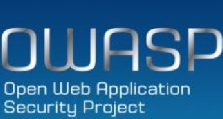 OWASP
Open Web Application
Security Project